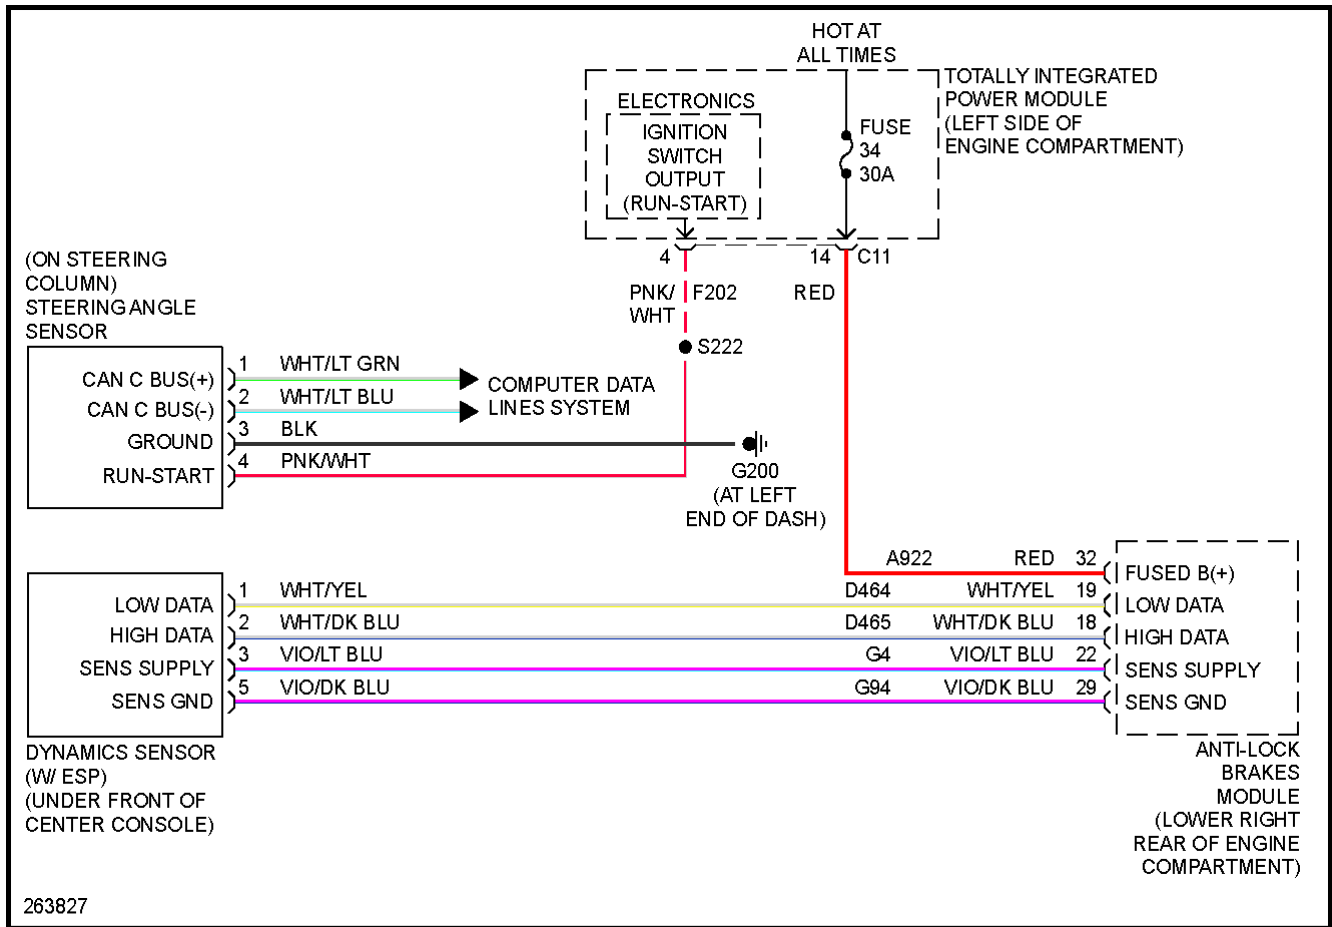 HOT AT
ALL TIMES
TOTALLY INTEGRATED
POWER MODULE
(LEFT SIDE OF
ENGINE COMPARTMENT)
ELECTRONICS
IGNITION
SWITCH
OUTPUT
(RUN-START)
FUSE
34
30A
4
14
C11
PNK/
WHT
F202
RED
S222
(ON STEERING
COLUMN)
STEERING ANGLE
SENSOR
CAN C BUS(+)
1
WHT/LT GRN
CAN C BUS(-)
2
WHT/LT BLU
COMPUTER DATA
LINES SYSTEM
GROUND
3
BLK
RUN-START
4
PNK/WHT
G200
(AT LEFT
END OF DASH)
A922
RED
32
FUSED B(+)
LOW DATA
1
WHT/YEL
D464
WHT/YEL
19
LOW DATA
HIGH DATA
2
WHT/DK BLU
D465
WHT/DK BLU
18
HIGH DATA
SENS SUPPLY
3
VIO/LT BLU
G4
VIO/LT BLU
22
SENS SUPPLY
SENS GND
5
VIO/DK BLU
G94
VIO/DK BLU
29
SENS GND
DYNAMICS SENSOR
(W/ ESP)
(UNDER FRONT OF
CENTER CONSOLE)
ANTI-LOCK
BRAKES
MODULE
(LOWER RIGHT
REAR OF ENGINE
COMPARTMENT)
263827